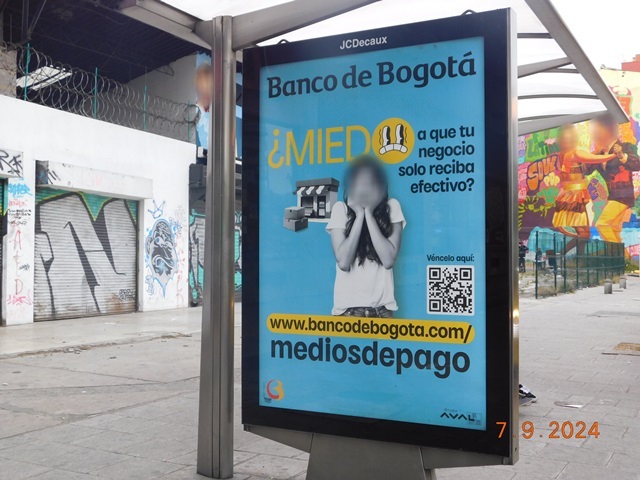 JCDecaux
Banco de Bogotá
¿MIEDO
a que tu
negocio
solo reciba
efectivo?
Véncelo aquí:
www.bancodebogota.com/
mediosdepago
AVAL
7.9.2024